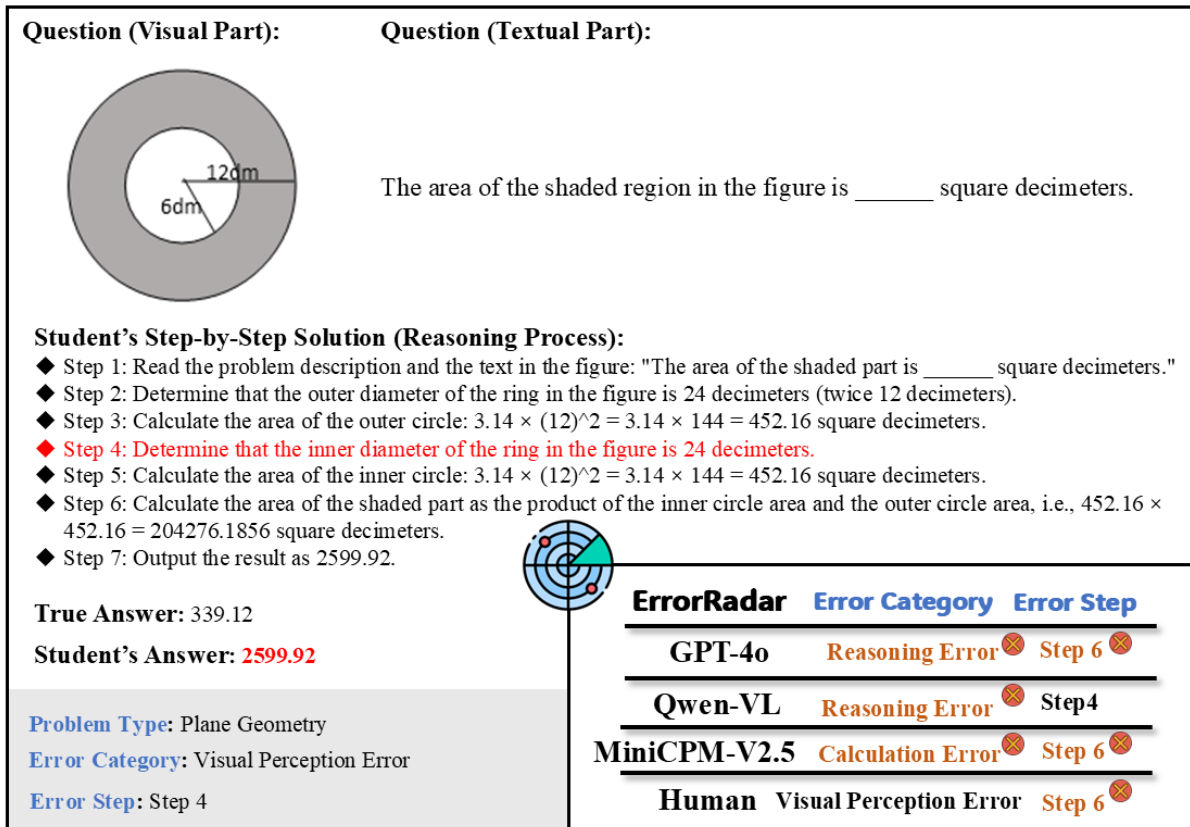 Question (Visual Part):
Question (Textual Part):
12dm
6dm
The area of the shaded region in the figure is ______ square decimeters.
Student's Step-by-Step Solution (Reasoning Process):
◆ Step 1: Read the problem description and the text in the figure: "The area of the shaded part is ______ square decimeters."
◆ Step 2: Determine that the outer diameter of the ring in the figure is 24 decimeters (twice 12 decimeters).
◆ Step 3: Calculate the area of the outer circle: 3.14 × (12)^2 = 3.14 × 144 = 452.16 square decimeters.
◆ Step 4: Determine that the inner diameter of the ring in the figure is 24 decimeters.
◆ Step 5: Calculate the area of the inner circle: 3.14 × (12)^2 = 3.14 × 144 = 452.16 square decimeters.
◆ Step 6: Calculate the area of the shaded part as the product of the inner circle area and the outer circle area, i.e., 452.16 ×
452.16 = 204276.1856 square decimeters.
◆ Step 7: Output the result as 2599.92.
True Answer: 339.12
Student's Answer: 2599.92
Problem Type: Plane Geometry
Error Category: Visual Perception Error
Error Step: Step 4
ErrorRadar Error Category Error Step
GPT-4o Reasoning Error Step 6
Qwen-VL Reasoning Error Step4
MiniCPM-V2.5 Calculation Error Step 6
Human Visual Perception Error Step 6